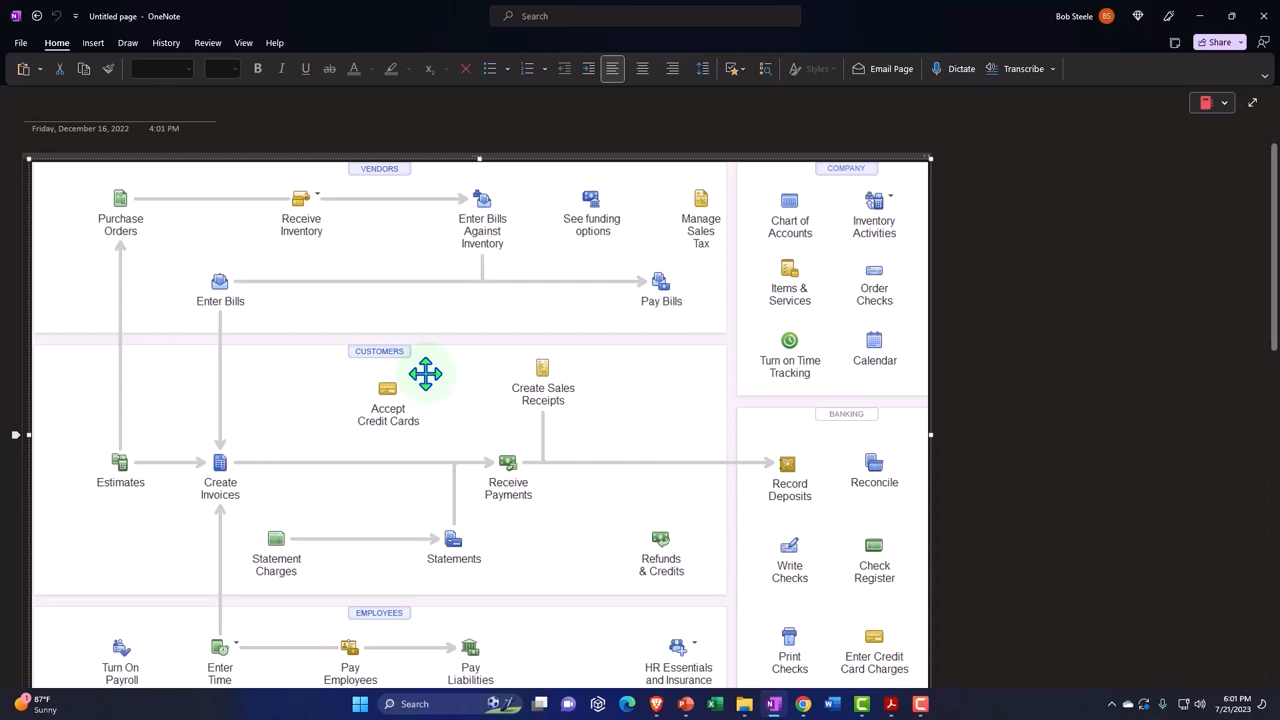 Untitled page - OneNote
Search
Bob Steele
BS
File
Home
Insert
Draw
History
Review
View
Help
Share
B
I
U
ab
A
Styles
Email Page
Dictate
Transcribe
Friday, December 16, 2022
4:01 PM
VENDORS
COMPANY
Purchase
Orders
Receive
Inventory
Enter Bills
Against
Inventory
See funding
options
Manage
Sales
Tax
Chart of
Accounts
Inventory
Activities
Enter Bills
Pay Bills
Items &
Services
Order
Checks
Turn on Time
Tracking
Calendar
CUSTOMERS
Accept
Credit Cards
Create Sales
Receipts
BANKING
Estimates
Create
Invoices
Receive
Payments
Record
Deposits
Reconcile
Statement
Charges
Statements
Refunds
& Credits
Write
Checks
Check
Register
EMPLOYEES
Turn On
Payroll
Enter
Time
Pay
Employees
Pay
Liabilities
HR Essentials
and Insurance
Print
Checks
Enter Credit
Card Charges
1
87°F
Sunny
Search
6:01 PM
7/21/2023